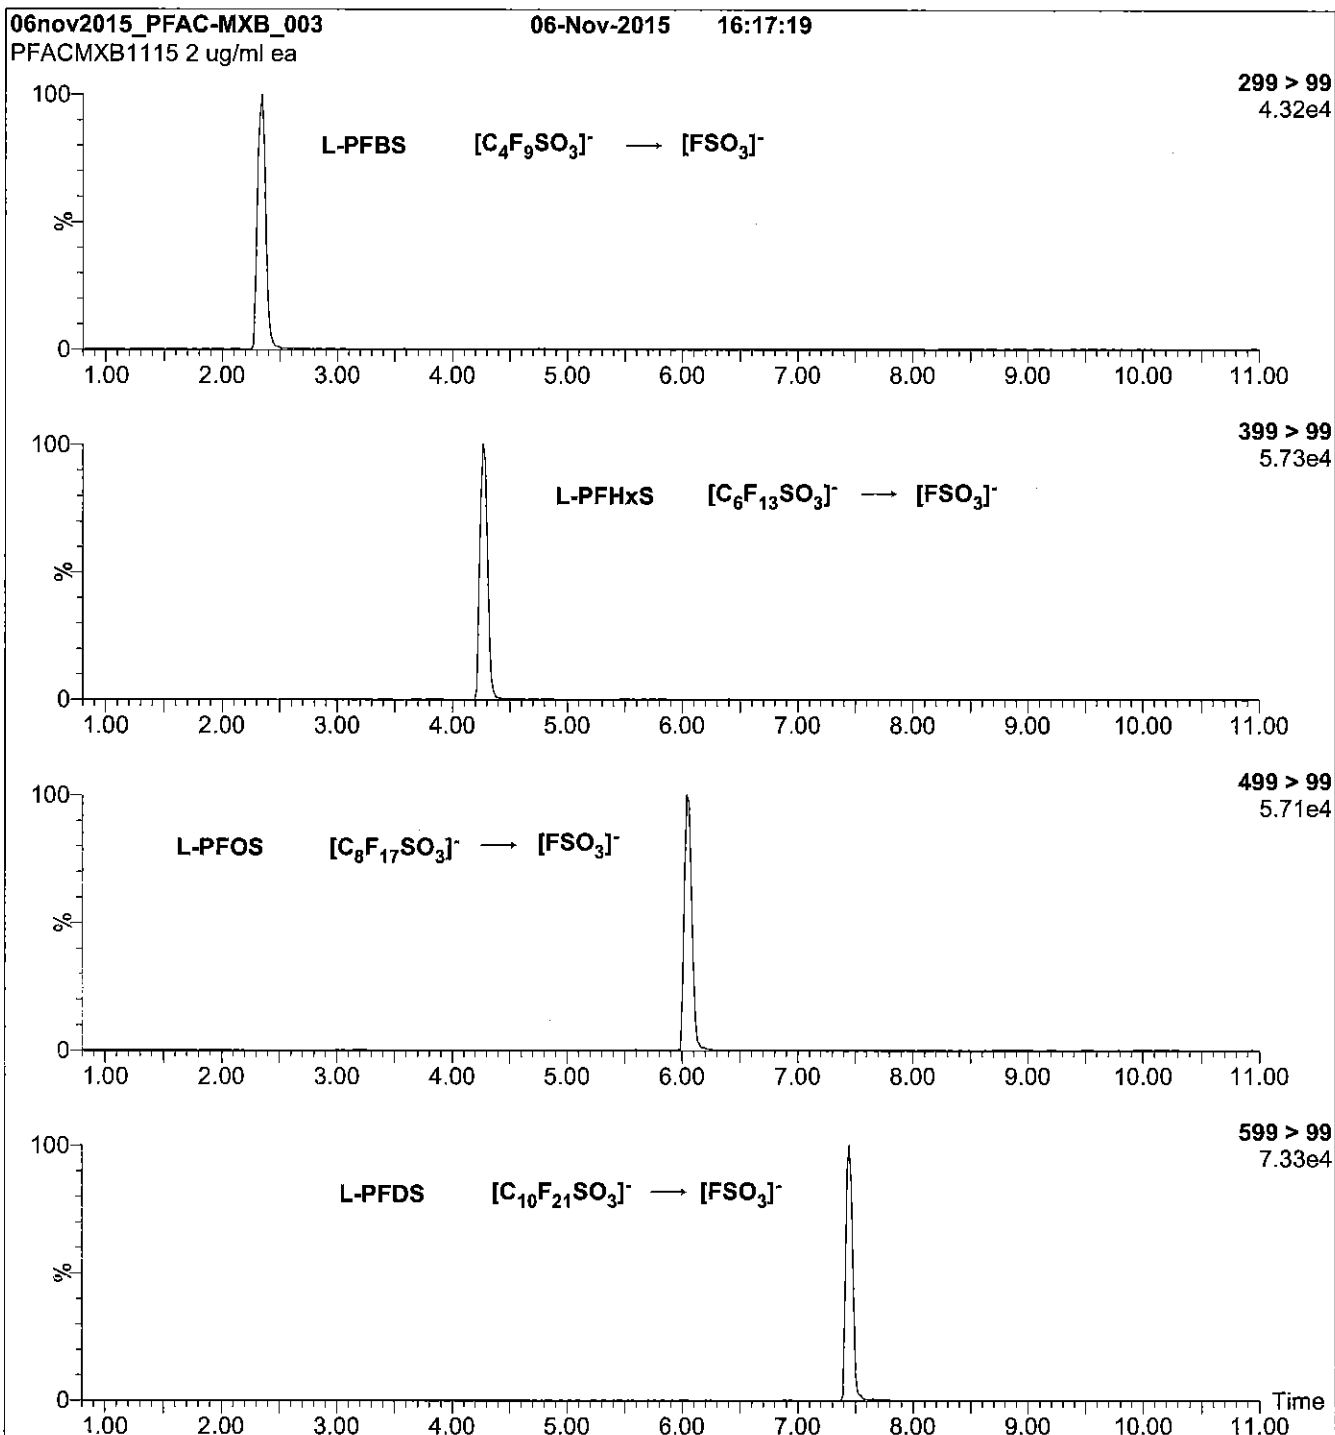 06nov2015_PFAC-MXB_003 06-Nov-2015 16:17:19
PFACMXB1115 2 ug/ml ea
299 > 99
4.32e4
100
L-PFBS [C4F9SO3]- → [FSO3]-
%
0
1.00 2.00 3.00 4.00 5.00 6.00 7.00 8.00 9.00 10.00 11.00
399 > 99
5.73e4
100
L-PFHxS [C6F13SO3]- → [FSO3]-
%
0
1.00 2.00 3.00 4.00 5.00 6.00 7.00 8.00 9.00 10.00 11.00
499 > 99
5.71e4
100
L-PFOS [C8F17SO3]- → [FSO3]-
%
0
1.00 2.00 3.00 4.00 5.00 6.00 7.00 8.00 9.00 10.00 11.00
599 > 99
7.33e4
100
L-PFDS [C10F21SO3]- → [FSO3]-
%
0
Time
1.00 2.00 3.00 4.00 5.00 6.00 7.00 8.00 9.00 10.00 11.00